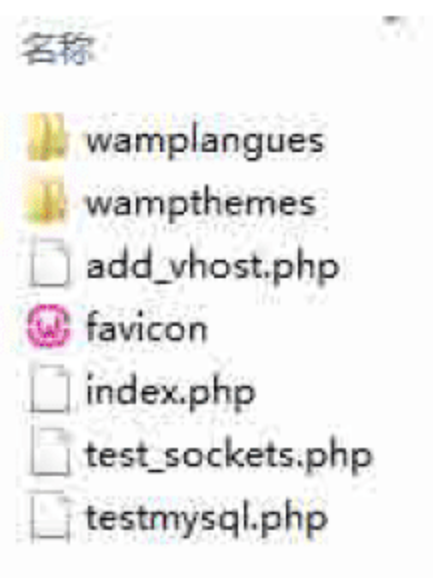 名称
wamplangues
wampthemes
add_vhost.php
favicon
index.php
test_sockets.php
testmysql.php